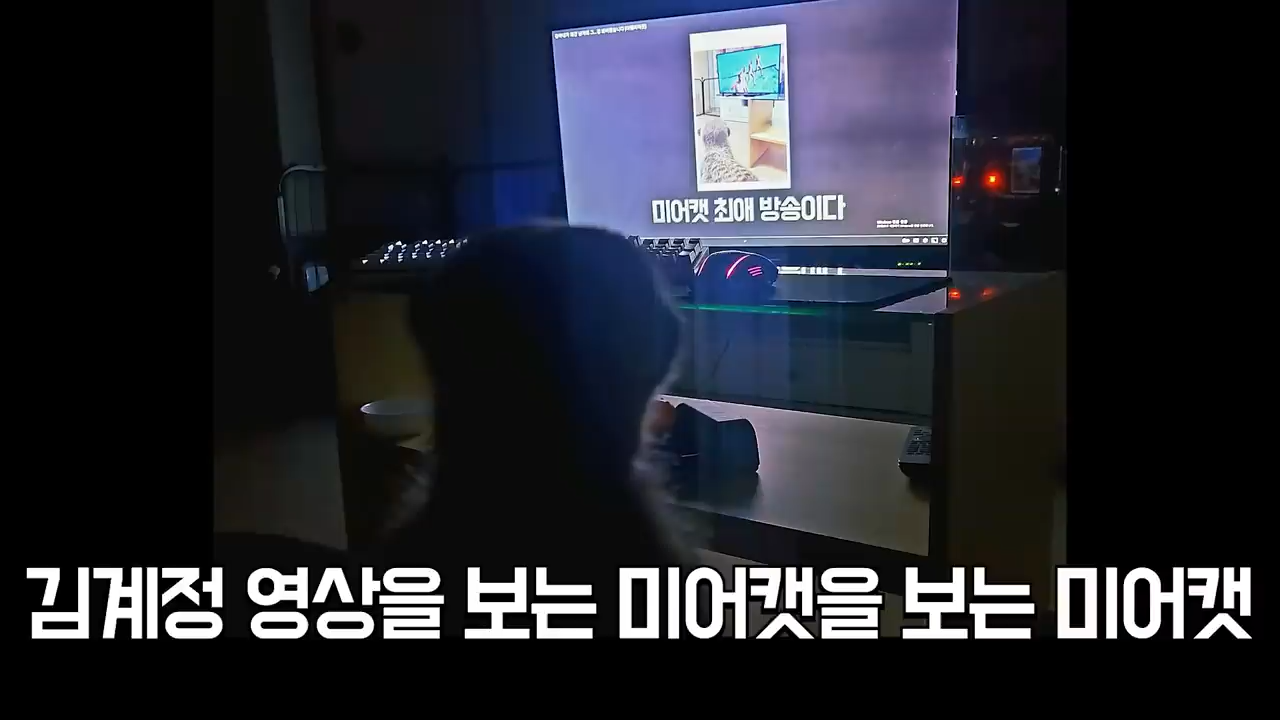 미어캣 최애 방송이다
김계정 영상을 보는 미어캣을 보는 미어캣